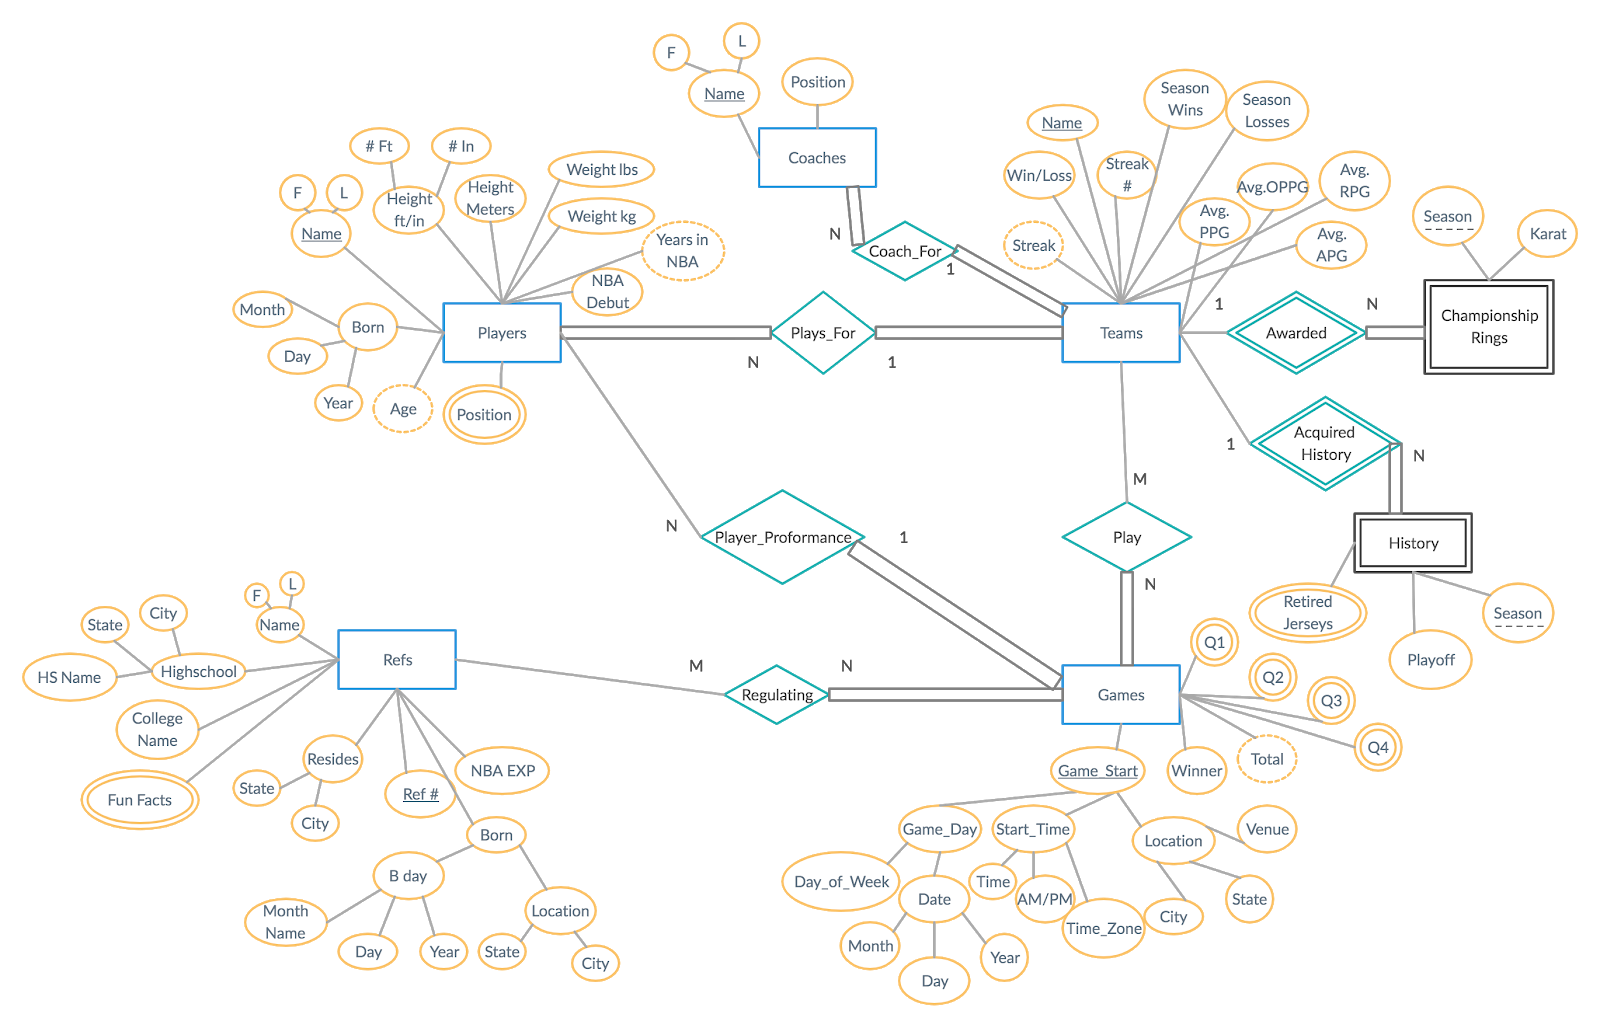 F
L
Name
Position
Coaches
Season
Wins
Season
Losses
Name
Win/Loss
Streak
#
Avg.OPPG
Avg.
RPG
Avg.
PPG
Avg.
APG
Streak
# Ft
# In
Weight lbs
F
L
Height
ft/in
Height
Meters
Weight kg
Name
Years in
NBA
NBA
Debut
N
Coach_For
1
Season
Karat
Month
Born
Day
Year
Age
Position
Players
Plays_For
N
1
Teams
1
Awarded
N
Championship
Rings
Acquired
History
1
N
M
History
N
Player_Proformance
1
Play
N
Retired
Jerseys
Season
Playoff
F
L
Name
City
State
HS Name
Highschool
Refs
College
Name
Fun Facts
Resides
State
City
Ref #
NBA EXP
Born
B day
Month
Name
Day
Year
Location
State
City
M
Regulating
N
Games
Q1
Q2
Q3
Q4
Total
Winner
Game_Start
Game_Day
Start_Time
Location
Venue
Day_of_Week
Date
Time
AM/PM
Time_Zone
City
State
Month
Day
Year